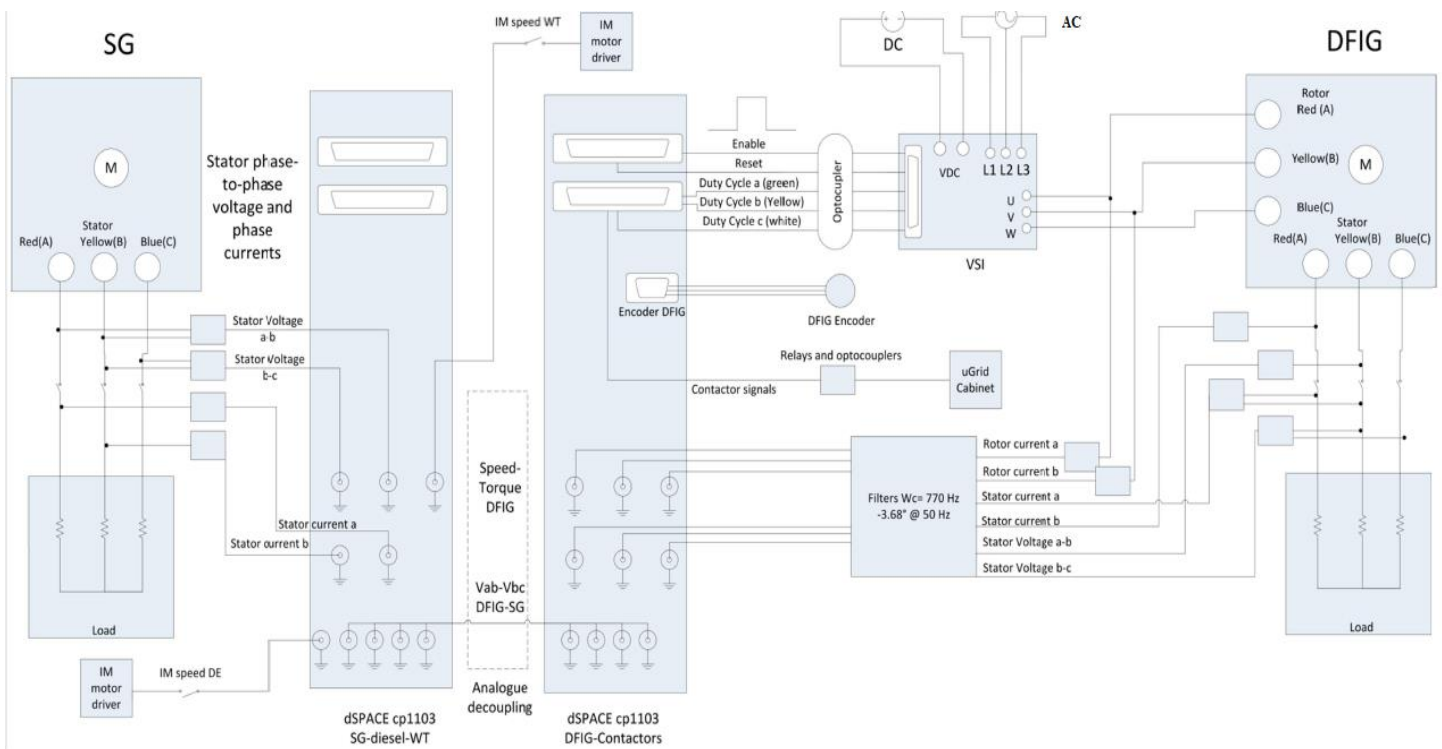 SG
M
Stator
Red(A)
Yellow(B)
Blue(C)
Stator phase-
to-phase
voltage and
phase
currents
Stator Voltage
a-b
Stator Voltage
b-c
Stator current a
Stator current b
Load
IM
motor
driver
IM speed DE
dSPACE cp1103
SG-diesel-WT
IM speed WT
IM
motor
driver
Speed-
Torque
DFIG
Vab-Vbc
DFIG-SG
Analogue
decoupling
dSPACE cp1103
DFIG-Contactors
Enable
Reset
Duty Cycle a (green)
Duty Cycle b (Yellow)
Duty Cycle c (white)
Optocupler
Encoder DFIG
DFIG Encoder
Relays and optocouplers
Contactor signals
uGrid
Cabinet
DC
AC
VDC
L1 L2 L3
U
V
W
VSI
Filters Wc= 770 Hz
-3.68° @ 50 Hz
Rotor current a
Rotor current b
Stator current a
Stator current b
Stator Voltage a-b
Stator Voltage b-c
DFIG
Rotor
Red (A)
Yellow(B)
Blue(C)
M
Stator
Red(A)
Yellow(B)
Blue(C)
Load